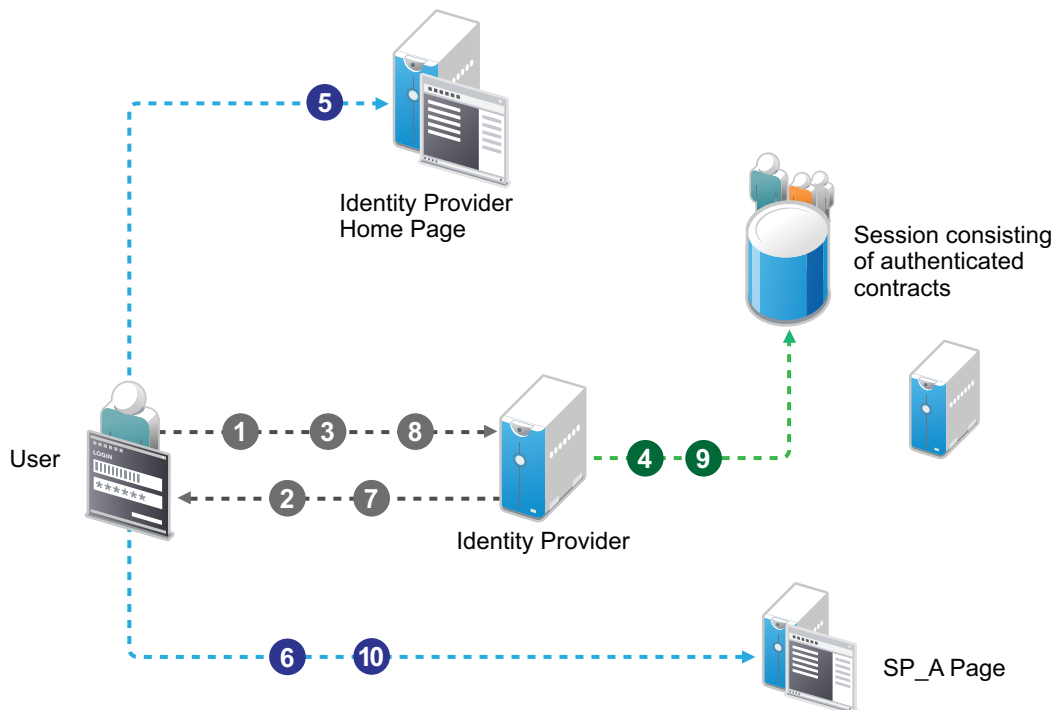 5
Identity Provider
Home Page
Session consisting
of authenticated
contracts
User
LOGIN
******
1
3
8
2
7
4
9
Identity Provider
6
10
SP_A Page